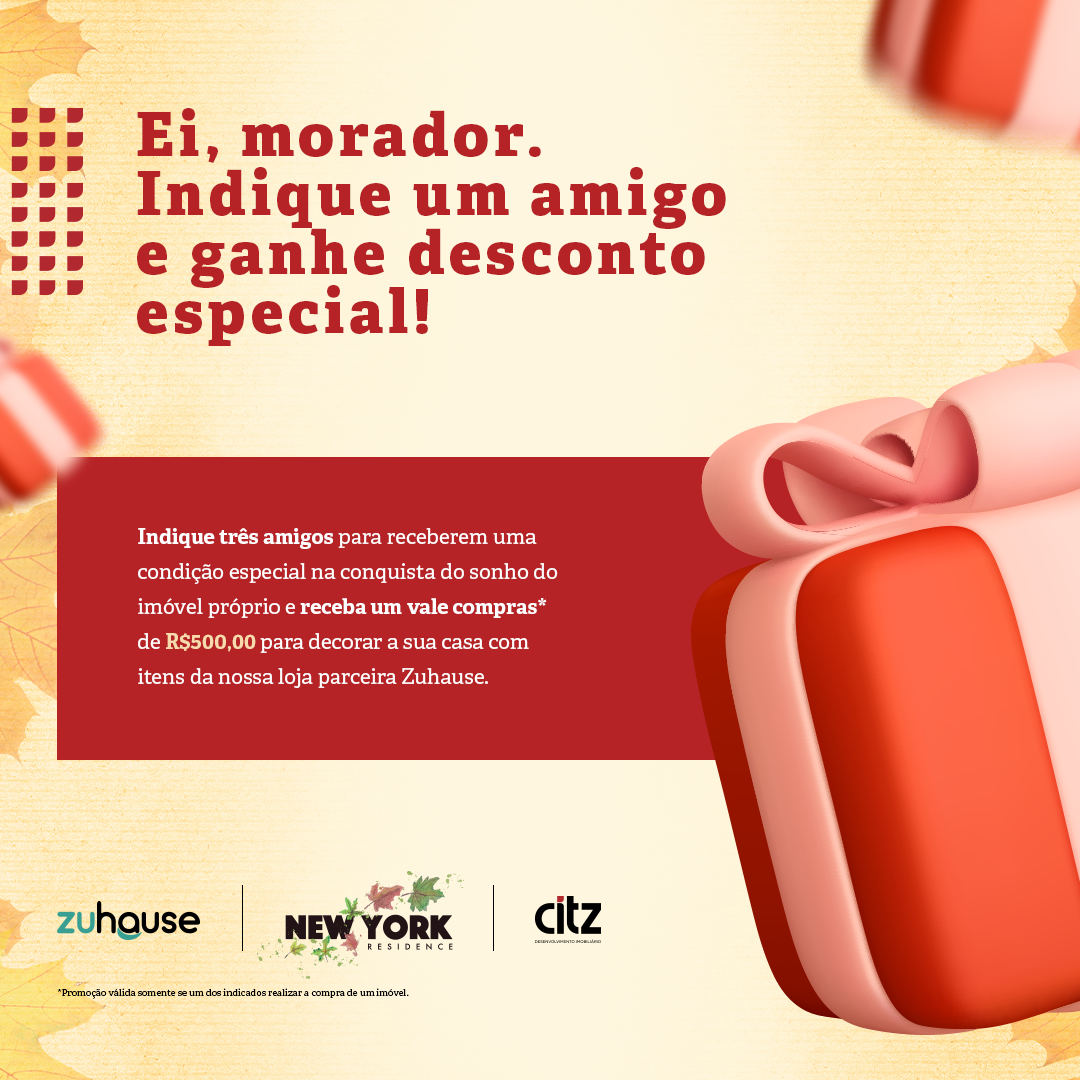 Ei, morador.
Indique um amigo
e ganhe desconto
especial!
Indique três amigos para receberem uma
condição especial na conquista do sonho do
imóvel próprio e receba um vale compras*
de R$500,00 para decorar a sua casa com
itens da nossa loja parceira Zuhause.
zuhause
NEW YORK
RESIDENCE
citz
DESENVOLVIMENTO IMOBILIÁRIO
*Promoção válida somente se um dos indicados realizar a compra de um imóvel.